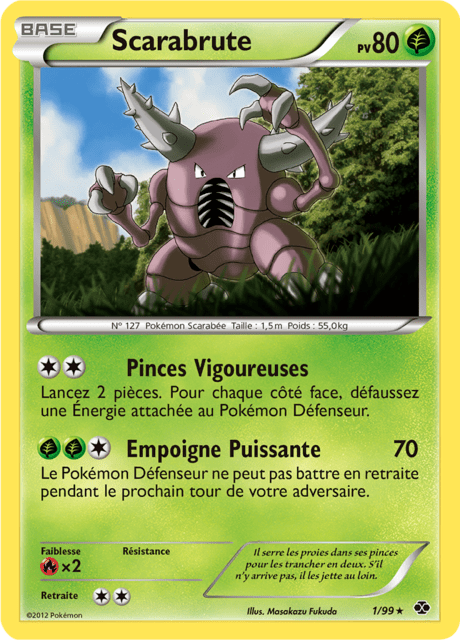 BASE
Scarabrute
PV80
N° 127 Pokémon Scarabée Taille : 1,5m Poids : 55,0kg
Pinces Vigoureuses
Lancez 2 pièces. Pour chaque côté face, défaussez
une Énergie attachée au Pokémon Défenseur.
Empoigne Puissante 70
Le Pokémon Défenseur ne peut pas battre en retraite
pendant le prochain tour de votre adversaire.
Faiblesse Résistance
×2
Retraite
Il serre les proies dans ses pinces
pour les trancher en deux. S'il
n'y arrive pas, il les jette au loin.
©2012 Pokémon
Illus. Masakazu Fukuda
1/99★